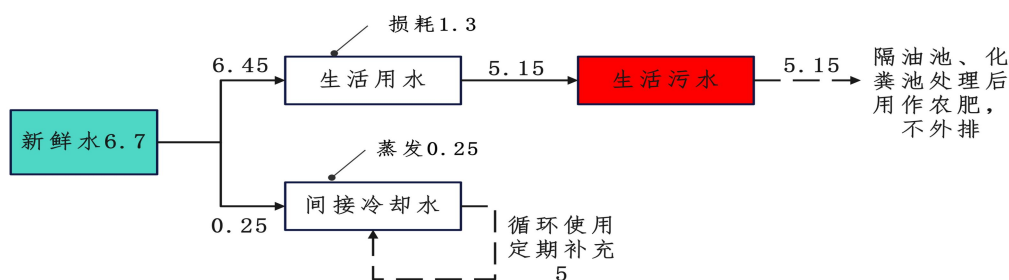 损耗1.3
6.45
生活用水
5.15
生活污水
5.15
隔油池、化
粪池处理后
用作农肥，
不外排
新鲜水6.7
蒸发0.25
0.25
间接冷却水
循环使用
定期补充
5